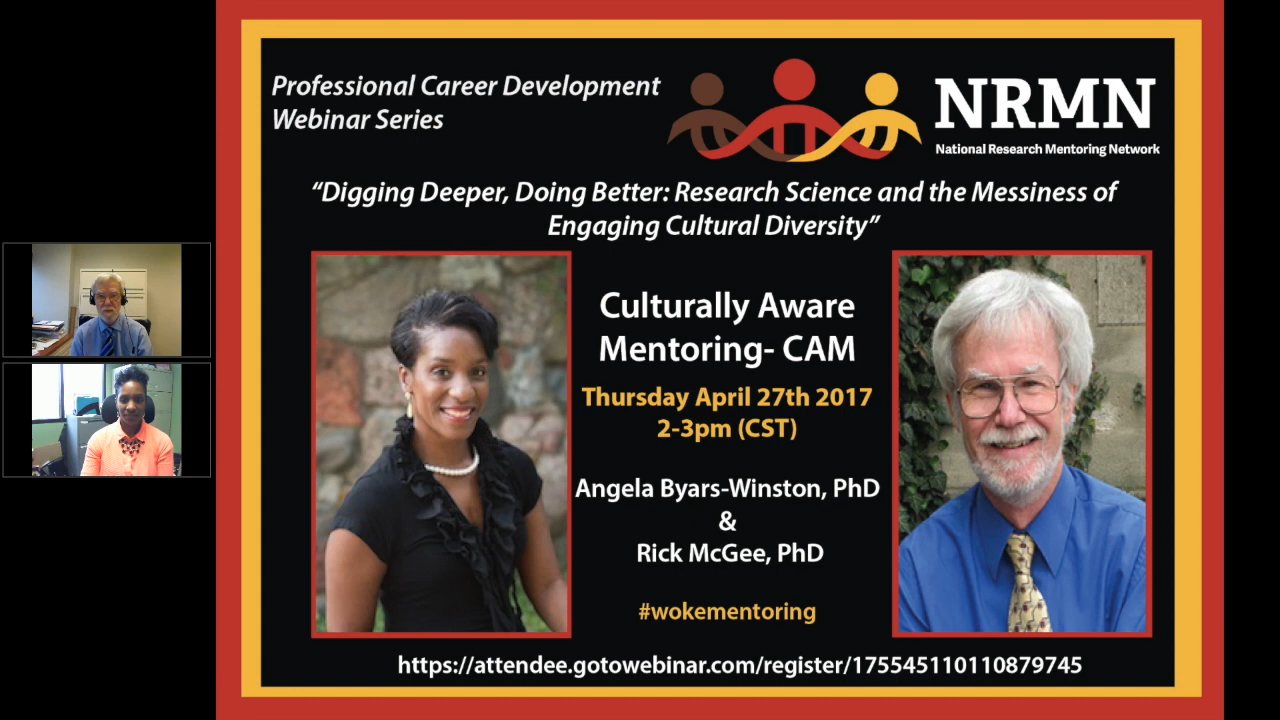 Professional Career Development
Webinar Series
NRMN
National Research Mentoring Network
“Digging Deeper, Doing Better: Research Science and the Messiness of
Engaging Cultural Diversity”
Culturally Aware
Mentoring- CAM
Thursday April 27th 2017
2-3pm (CST)
Angela Byars-Winston, PhD
&
Rick McGee, PhD
#wokementoring
https://attendee.gotowebinar.com/register/175545110110879745